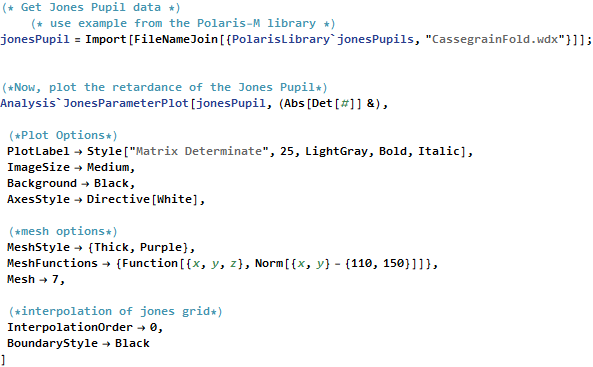 (* Get Jones Pupil data *)
(* use example from the Polaris-M library *)
jonesPupil = Import[FileNameJoin[{PolarisLibrary`jonesPupils, "CassegrainFold.wdx"}]];
(*Now, plot the retardance of the Jones Pupil*)
Analysis`JonesParameterPlot[jonesPupil, (Abs[Det[#]] &),
(*Plot Options*)
PlotLabel → Style["Matrix Determinate", 25, LightGray, Bold, Italic],
ImageSize → Medium,
Background → Black,
AxesStyle → Directive[White],
(*mesh options*)
MeshStyle → {Thick, Purple},
MeshFunctions → {Function[{x, y, z}, Norm[{x, y} - {110, 150}]]},
Mesh → 7,
(*interpolation of jones grid*)
InterpolationOrder → 0,
BoundaryStyle → Black
]